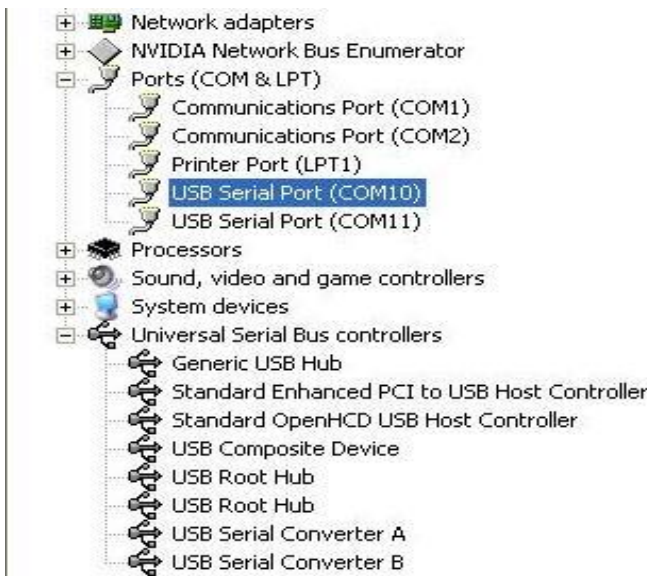 Network adapters
NVIDIA Network Bus Enumerator
Ports (COM & LPT)
Communications Port (COM1)
Communications Port (COM2)
Printer Port (LPT1)
USB Serial Port (COM10)
USB Serial Port (COM11)
Processors
Sound, video and game controllers
System devices
Universal Serial Bus controllers
Generic USB Hub
Standard Enhanced PCI to USB Host Controller
Standard OpenHCD USB Host Controller
USB Composite Device
USB Root Hub
USB Root Hub
USB Serial Converter A
USB Serial Converter B